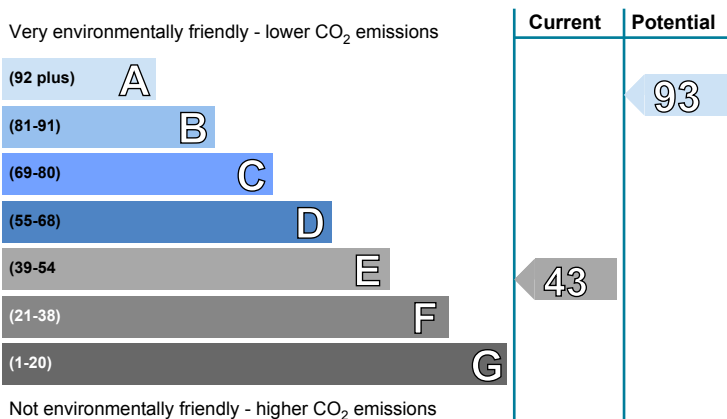 Current Potential
Very environmentally friendly - lower CO2 emissions
(92 plus) A
93
(81-91) B
(69-80) C
(55-68) D
(39-54 E
43
(21-38) F
(1-20) G
Not environmentally friendly - higher CO2 emissions